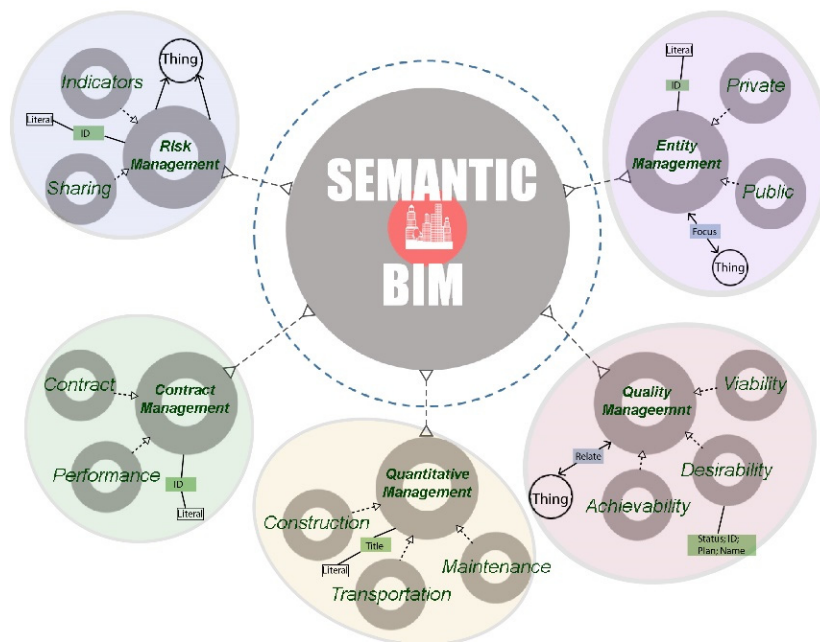 Indicators
Thing
Literal
ID
Risk
Management
Sharing
SEMANTIC
BIM
Literal
ID
Private
Entity
Management
Public
Focus
Thing
Contract
Contract
Management
Performance
ID
Literal
Quantitative
Management
Construction
Title
Literal
Maintenance
Transportation
Quality
Manageemnt
Viability
Relate
Desirability
Thing
Achievability
Status; ID;
Plan; Name